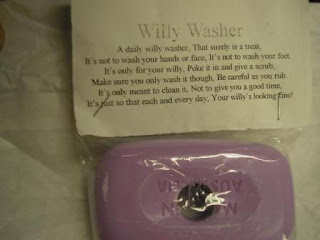 Willy Washer
A daily willy washer, That surely is a treat,
It's not to wash your hands or face, It's not to wash your feet.
It's only for your willy, Poke it in and give a scrub,
Make sure you only wash it though, Be careful as you rub.
It's only meant to clean it, Not to give you a good time,
It's just so that each and every day, Your willy's looking fine!